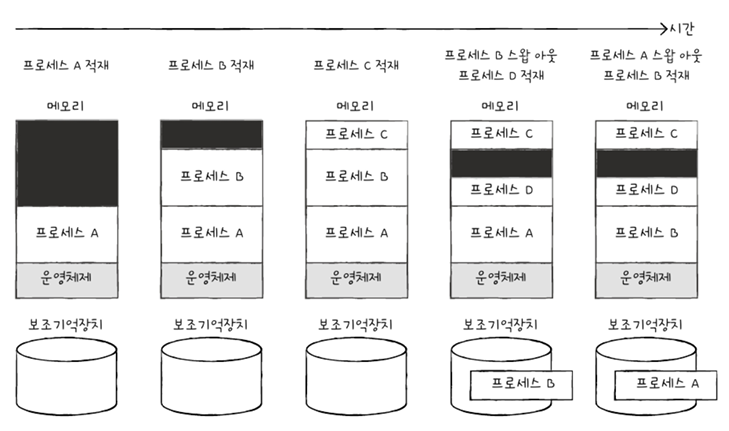 시간
프로세스 A 적재
프로세스 B 적재
프로세스 C 적재
프로세스 B 스왑 아웃
프로세스 D 적재
프로세스 A 스왑 아웃
프로세스 B 적재
메모리
프로세스 A
운영체제
보조기억장치
메모리
프로세스 B
프로세스 A
운영체제
보조기억장치
메모리
프로세스 C
프로세스 B
프로세스 A
운영체제
보조기억장치
메모리
프로세스 C
프로세스 D
프로세스 A
운영체제
보조기억장치
프로세스 B
메모리
프로세스 C
프로세스 D
프로세스 B
운영체제
보조기억장치
프로세스 A